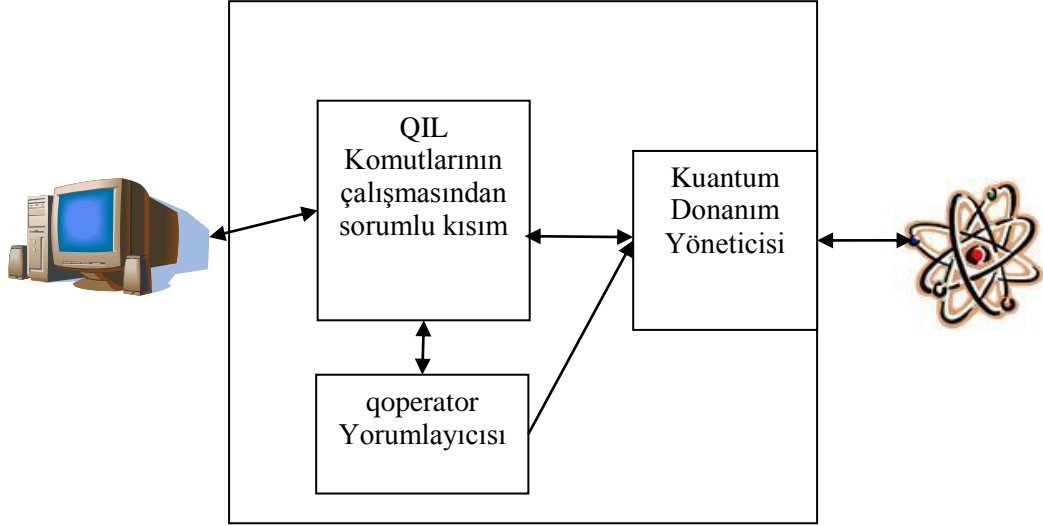 QIL
Komutlarının
çalışmasından
sorumlu kısım
Kuantum
Donanım
Yöneticisi
qoperator
Yorumlayıcısı